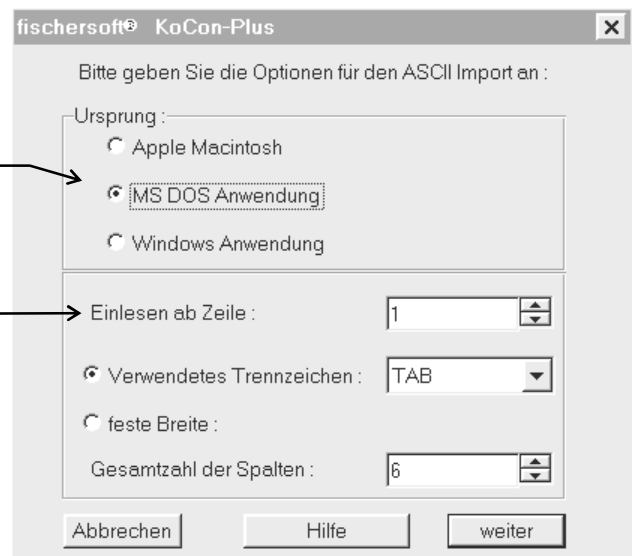 fischersoft® KoCon-Plus
Bitte geben Sie die Optionen für den ASCII Import an :
Ursprung :
Apple Macintosh
MS DOS Anwendung
Windows Anwendung
Einlesen ab Zeile : 1
Verwendetes Trennzeichen : TAB
feste Breite :
Gesamtzahl der Spalten : 6
Abbrechen Hilfe weiter